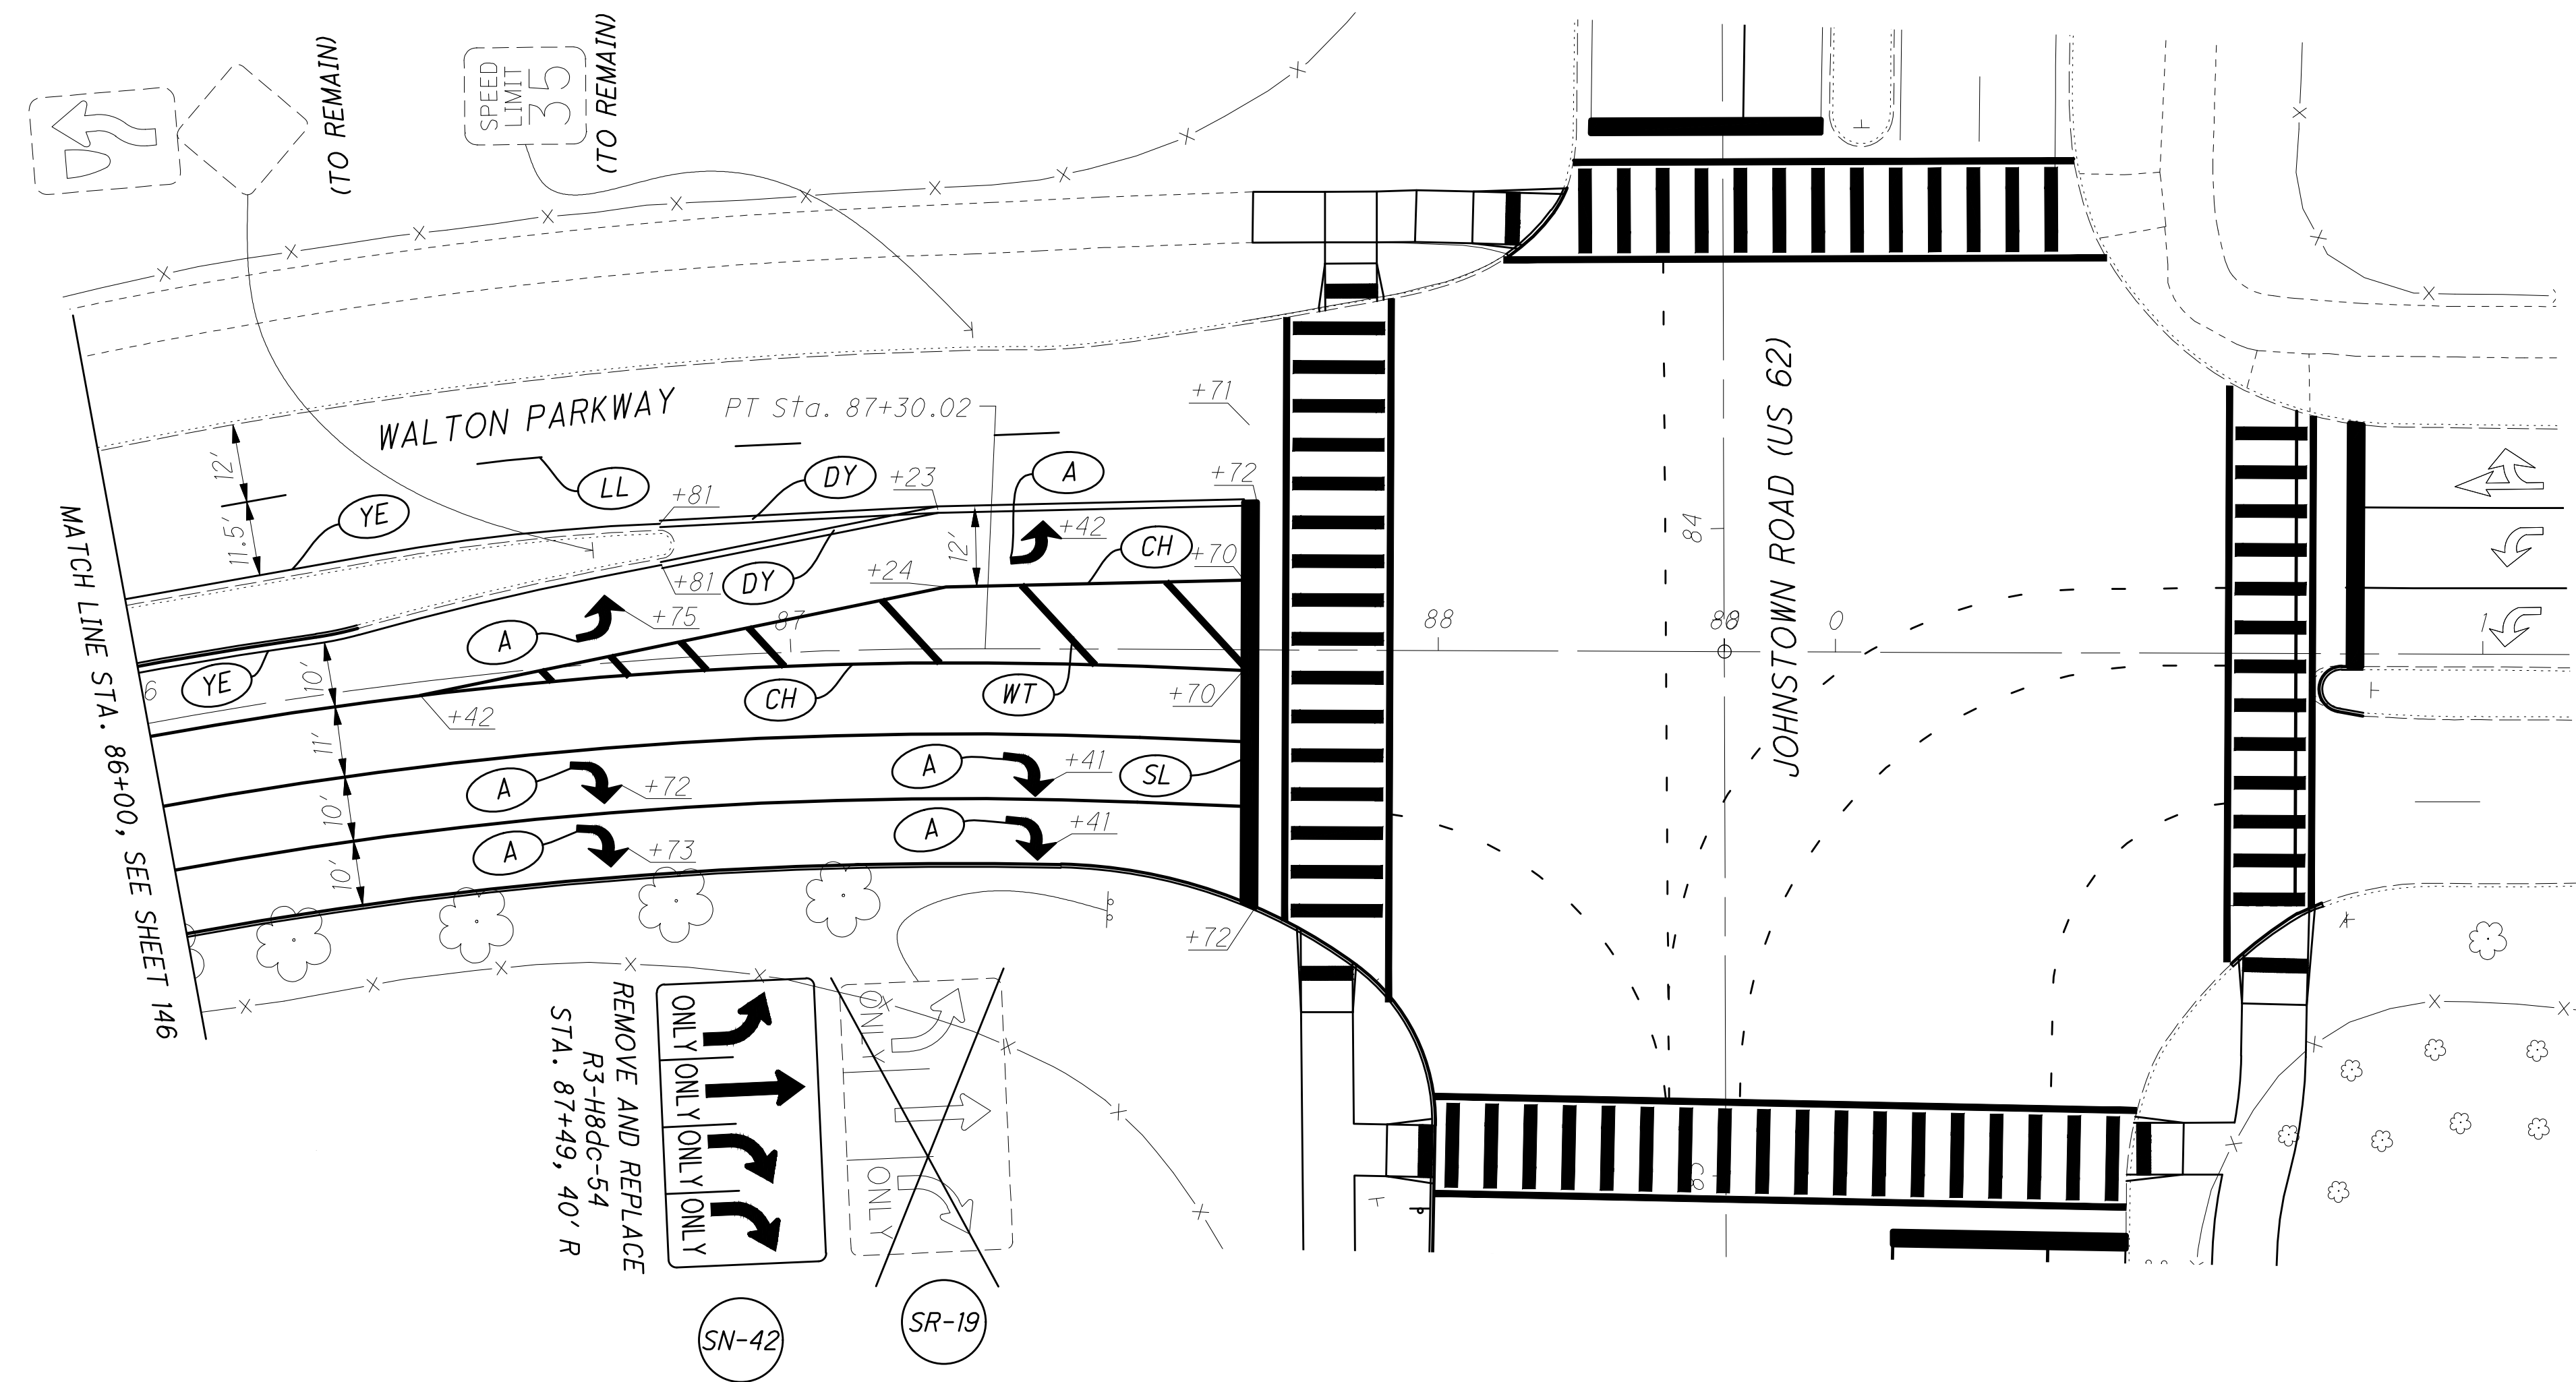 (TO REMAIN)
SPEED
LIMIT
35
(TO REMAIN)
WALTON PARKWAY
PT Sta. 87+30.02
+71
12'
11.5'
YE
LL
DY
+81
+23
A
+72
+42
CH
+70
12'
+24
DY
+81
+75
A
87
88
88
0
1
84
JOHNSTOWN ROAD (US 62)
MATCH LINE STA. 86+00, SEE SHEET 146
6
YE
10'
+42
CH
WT
+70
11'
10'
10'
A
+72
A
+41
SL
A
+73
A
+41
+72
83
ONLY
ONLY
ONLY
ONLY
REMOVE AND REPLACE
R3-H8dc-54
STA. 87+49, 40' R
ONLY
ONLY
SN-42
SR-19